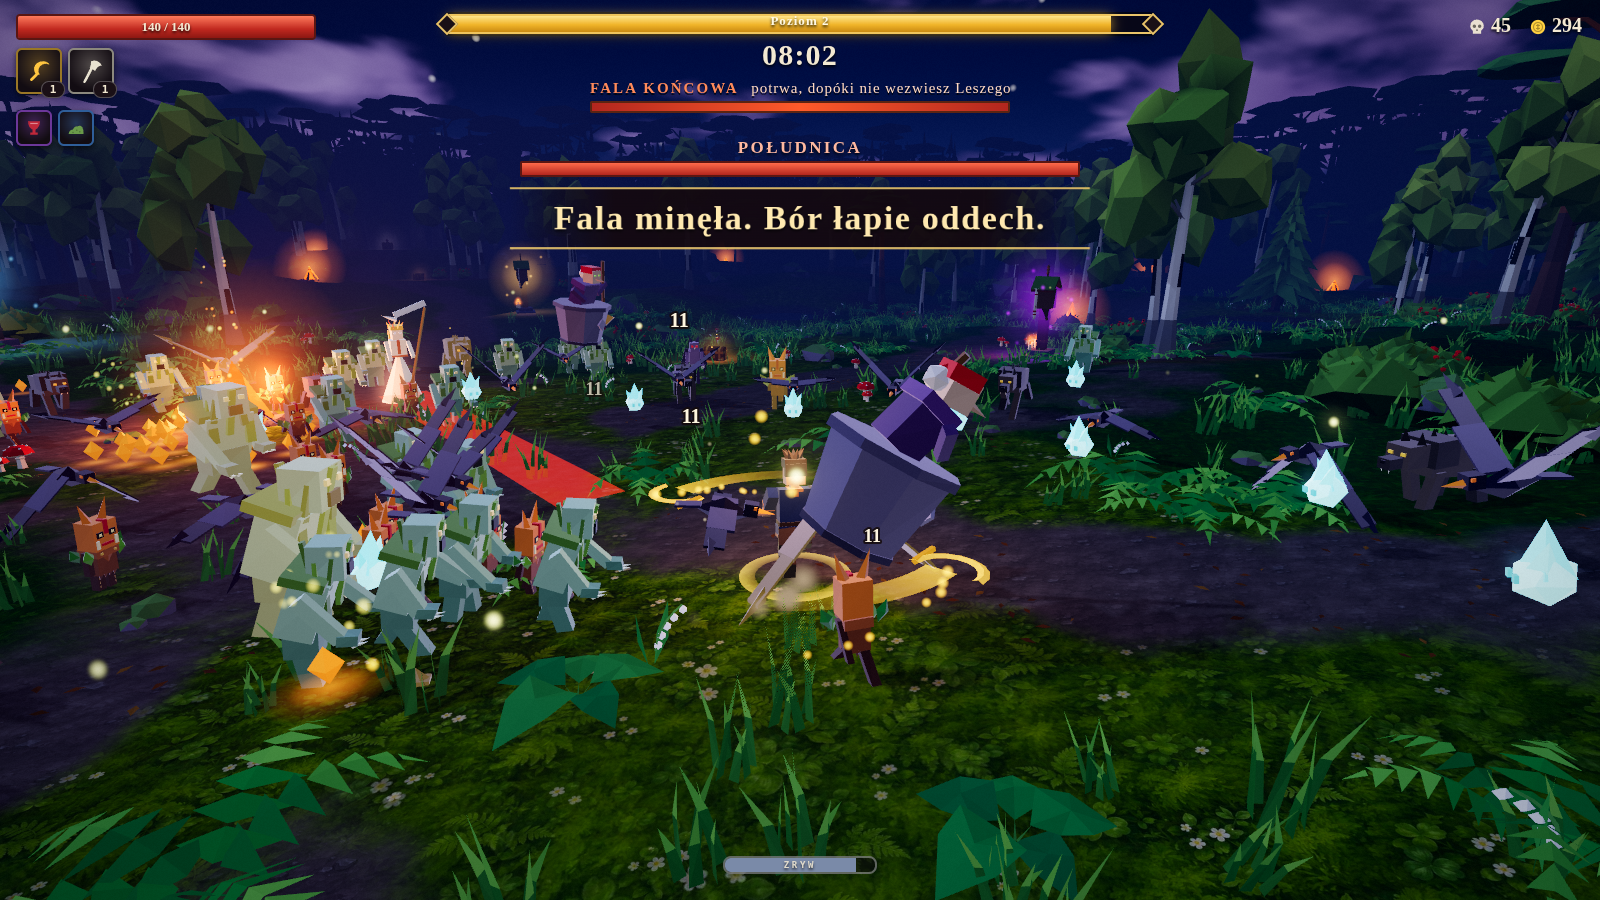 140 / 140
Poziom 2
45
294
08:02
1
1
FALA KOŃCOWA potrwa, dopóki nie wezwiesz Leszego
POŁUDNICA
Fala minęła. Bór łapie oddech.
11
11
11
11
ZRYW